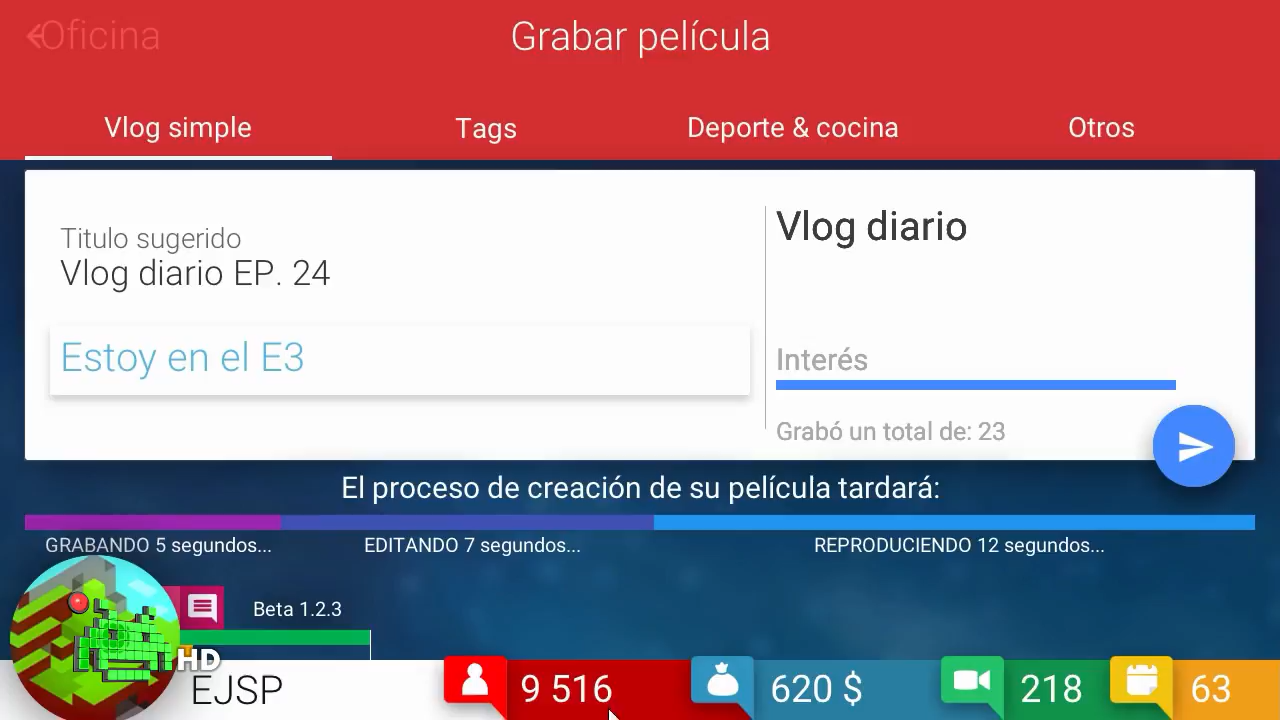 Oficina
Grabar película
Vlog simple
Tags
Deporte & cocina
Otros
Titulo sugerido
Vlog diario EP. 24
Estoy en el E3
Vlog diario
Interés
Grabó un total de: 23
El proceso de creación de su película tardará:
GRABANDO 5 segundos...
EDITANDO 7 segundos...
REPRODUCIENDO 12 segundos...
Beta 1.2.3
HD
EJSP
9 516
620 $
218
63